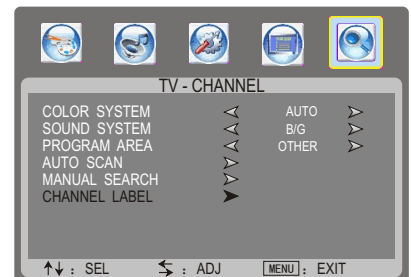 TV - CHANNEL
COLOR SYSTEM AUTO
SOUND SYSTEM B/G
PROGRAM AREA OTHER
AUTO SCAN
MANUAL SEARCH
CHANNEL LABEL
: SEL : ADJ MENU : EXIT